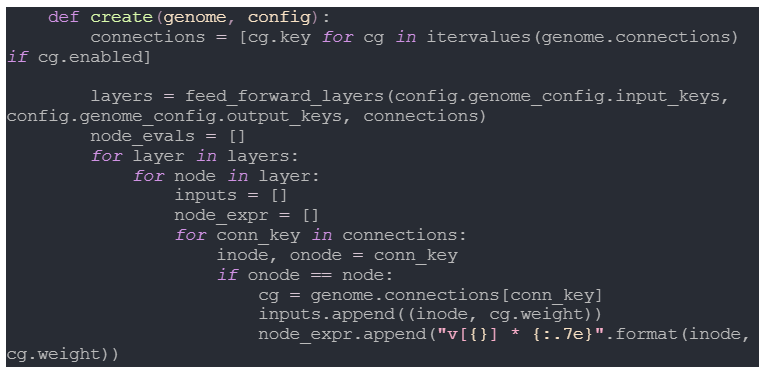 def create(genome, config):
        connections = [cg.key for cg in itervalues(genome.connections)
if cg.enabled]

        layers = feed_forward_layers(config.genome_config.input_keys,
config.genome_config.output_keys, connections)
        node_evals = []
        for layer in layers:
            for node in layer:
                inputs = []
                node_expr = []
                for conn_key in connections:
                    inode, onode = conn_key
                    if onode == node:
                        cg = genome.connections[conn_key]
                        inputs.append((inode, cg.weight))
                        node_expr.append("v[{}] * {:.7e}".format(inode,
cg.weight))